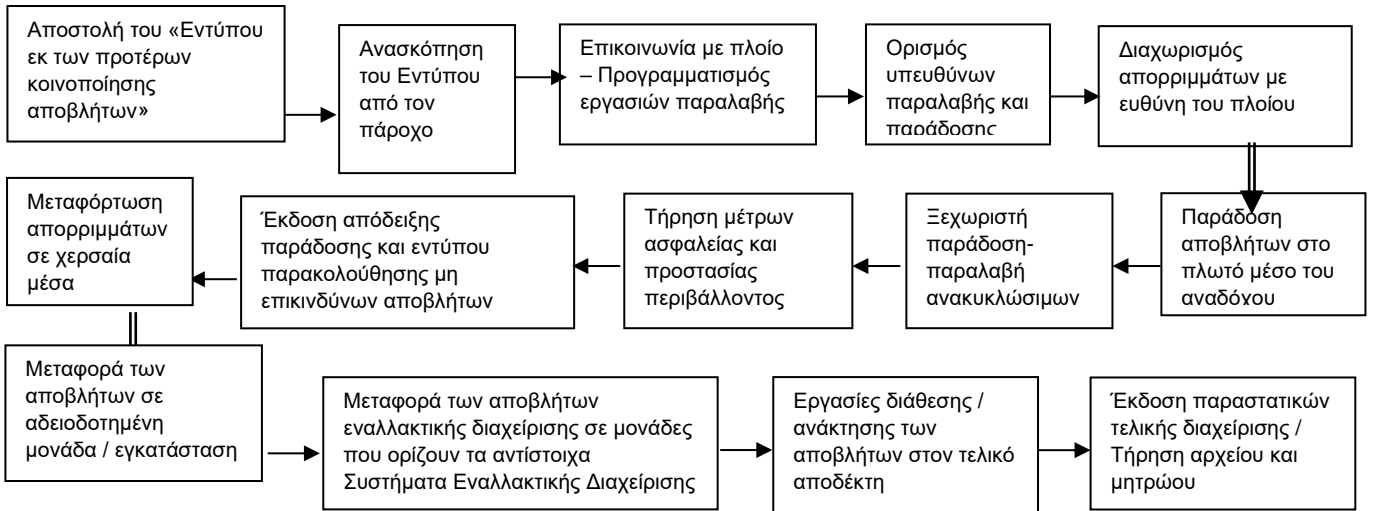 Αποστολή του «Εντύπου
εκ των προτέρων
κοινοποίησης
αποβλήτων»
Ανασκόπηση
του Εντύπου
από τον
πάροχο
Επικοινωνία με πλοίο
– Προγραμματισμός
εργασιών παραλαβής
Ορισμός
υπευθύνων
παραλαβής και
παράδοσης
Διαχωρισμός
απορριμμάτων με
ευθύνη του πλοίου
Παράδοση
αποβλήτων στο
πλωτό μέσο του
αναδόχου
Ξεχωριστή
παράδοση-
παραλαβή
ανακυκλώσιμων
Τήρηση μέτρων
ασφαλείας και
προστασίας
περιβάλλοντος
Έκδοση απόδειξης
παράδοσης και εντύπου
παρακολούθησης μη
επικινδύνων αποβλήτων
Μεταφόρτωση
απορριμμάτων
σε χερσαία
μέσα
Μεταφορά των
αποβλήτων σε
αδειοδοτημένη
μονάδα / εγκατάσταση
Μεταφορά των αποβλήτων
εναλλακτικής διαχείρισης σε μονάδες
που ορίζουν τα αντίστοιχα
Συστήματα Εναλλακτικής Διαχείρισης
Εργασίες διάθεσης /
ανάκτησης των
αποβλήτων στον τελικό
αποδέκτη
Έκδοση παραστατικών
τελικής διαχείρισης /
Τήρηση αρχείου και
μητρώου